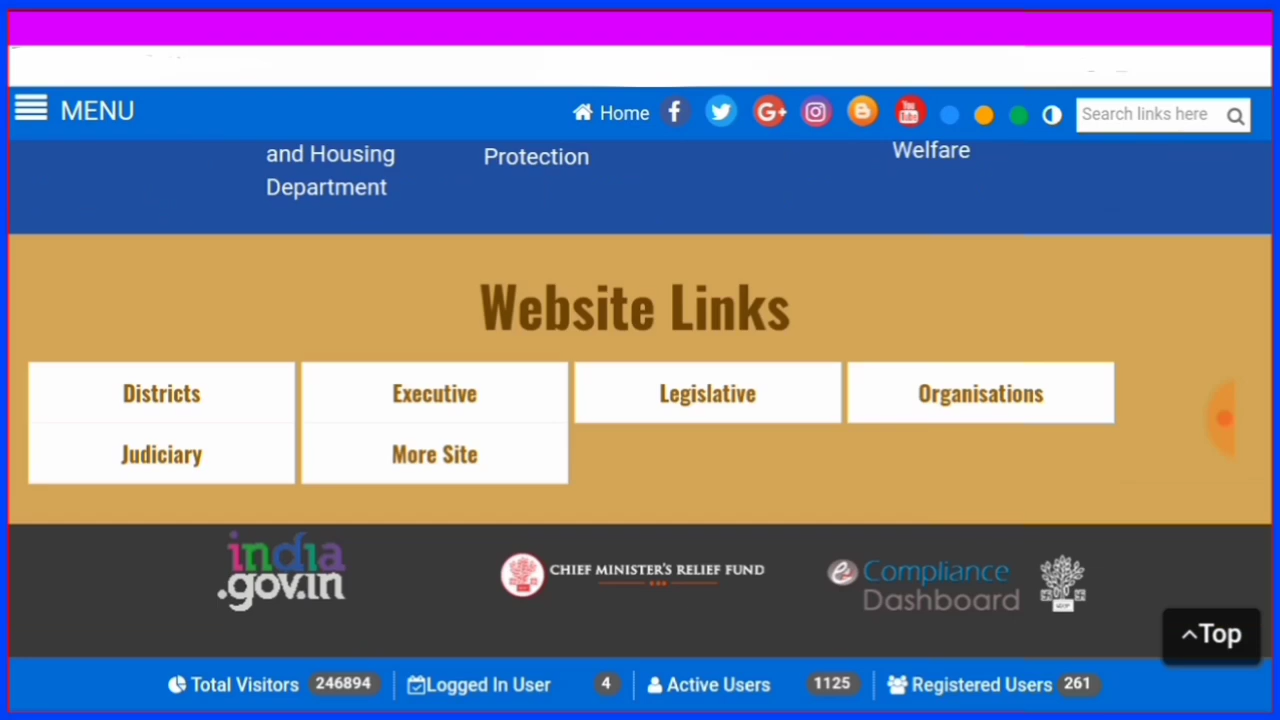 MENU
Home
Search links here
and Housing
Department
Protection
Welfare
Website Links
Districts
Executive
Legislative
Organisations
Judiciary
More Site
india
.gov.in
CHIEF MINISTER'S RELIEF FUND
Compliance
Dashboard
^Top
Total Visitors 246894
Logged In User 4
Active Users 1125
Registered Users 261